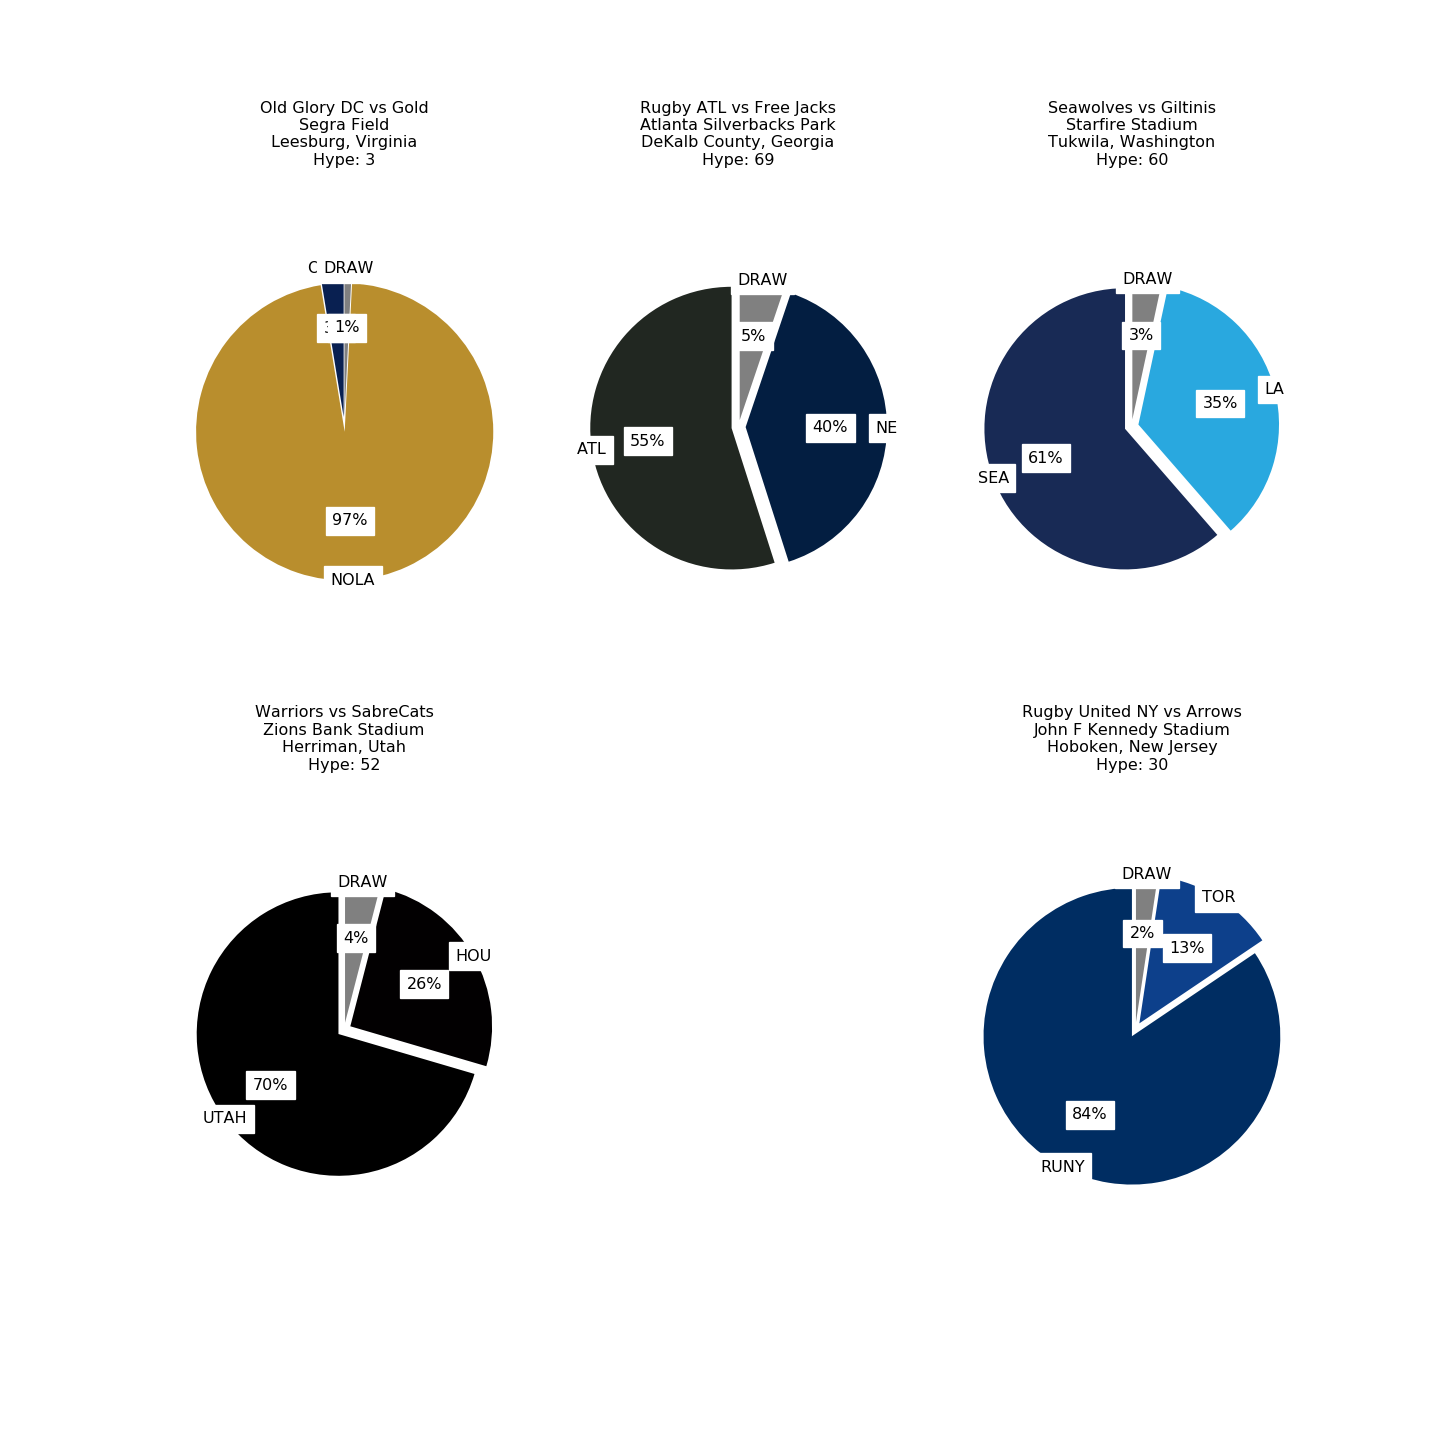 Old Glory DC vs Gold
Segra Field
Leesburg, Virginia
Hype: 3
DRAW
1%
97%
NOLA
Rugby ATL vs Free Jacks
Atlanta Silverbacks Park
DeKalb County, Georgia
Hype: 69
DRAW
5%
40%
NE
ATL
55%
Seawolves vs Giltinis
Starfire Stadium
Tukwila, Washington
Hype: 60
DRAW
3%
LA
35%
61%
SEA
Warriors vs SabreCats
Zions Bank Stadium
Herriman, Utah
Hype: 52
DRAW
4%
HOU
26%
70%
UTAH
Rugby United NY vs Arrows
John F Kennedy Stadium
Hoboken, New Jersey
Hype: 30
DRAW
TOR
2%
13%
84%
RUNY